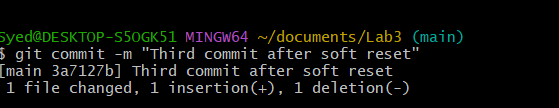 Syed@DESKTOP-S5OGK51 MINGW64 ~/documents/Lab3 (main)
$ git commit -m "Third commit after soft reset"
[main 3a7127b] Third commit after soft reset
1 file changed, 1 insertion(+), 1 deletion(-)